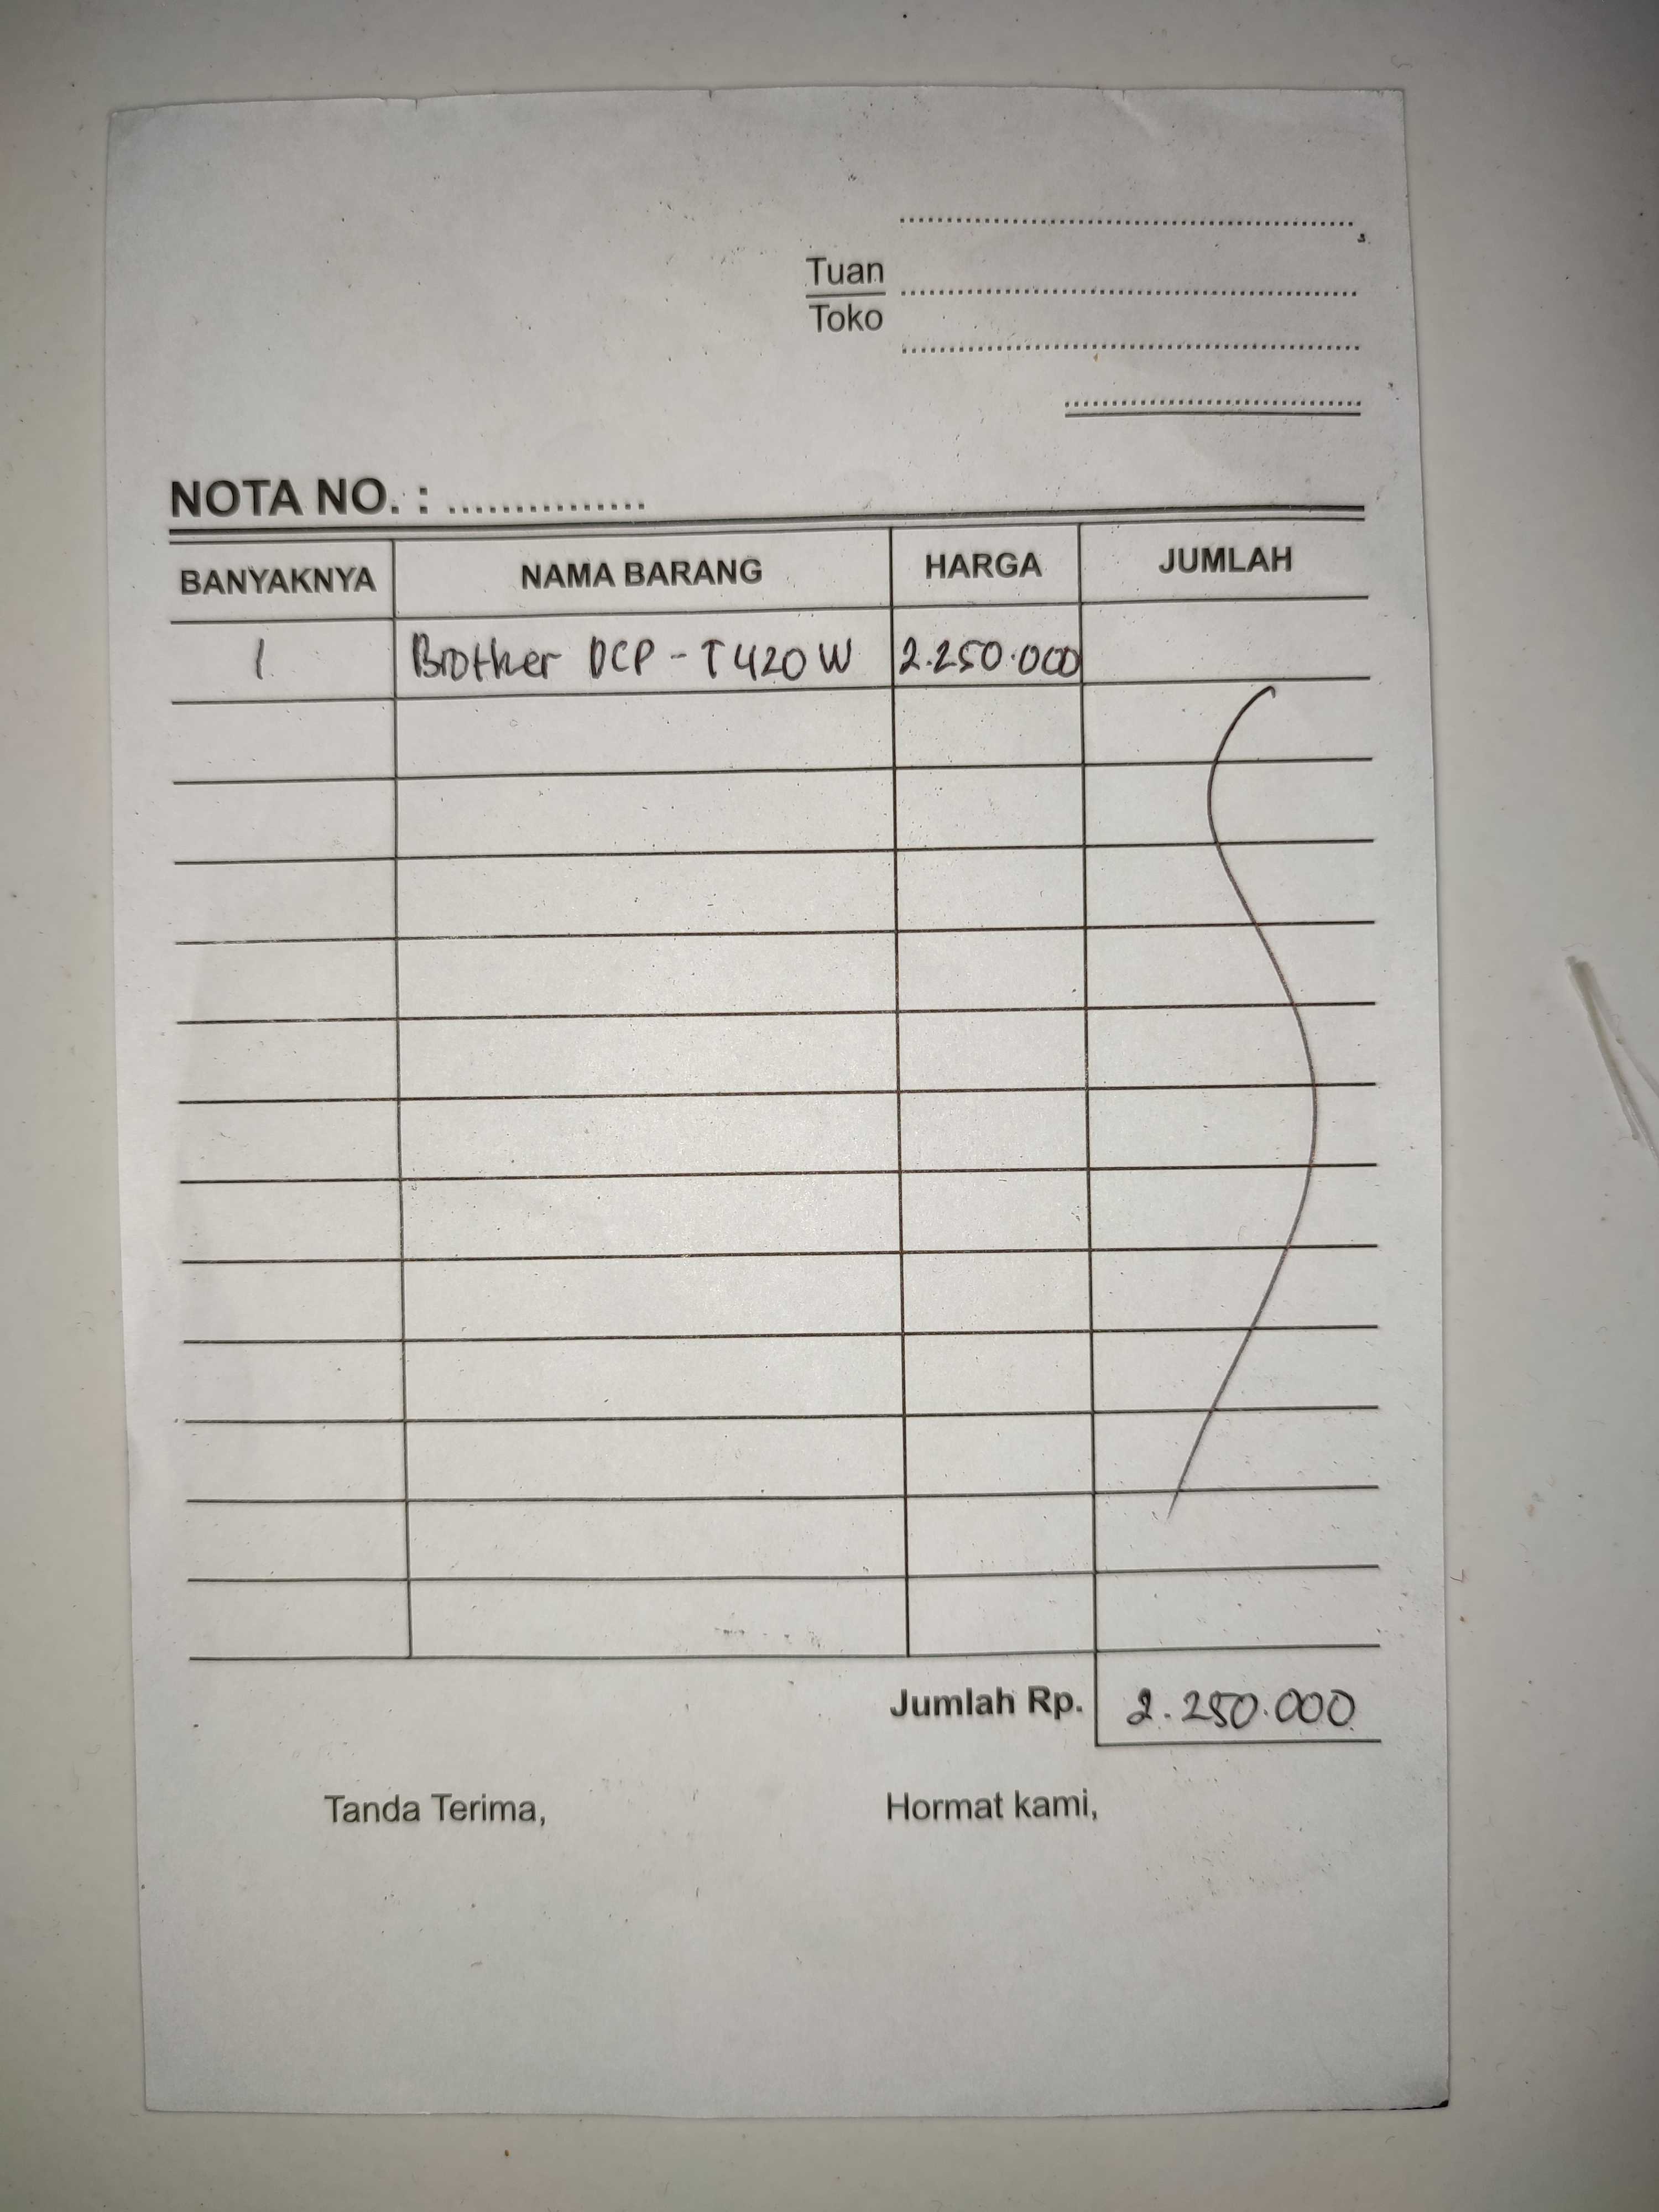 Tuan
Toko
NOTA NO. : ...............
BANYAKNYA NAMA BARANG HARGA JUMLAH
1 Brother DCP - T420W 2.250.000
Jumlah Rp. 2.250.000
Tanda Terima, Hormat kami,